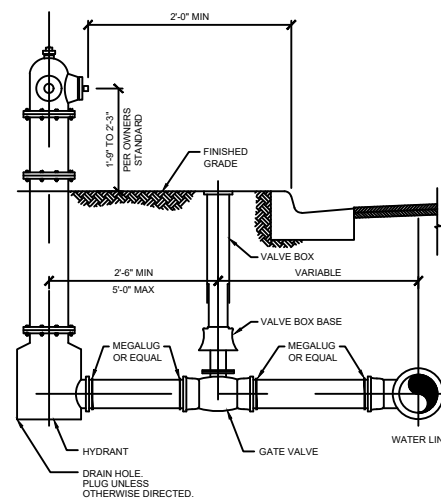 2'-0" MIN
1'-9" TO 2'-3"
PER OWNERS
STANDARD
FINISHED
GRADE
VALVE BOX
2'-6" MIN
VARIABLE
5'-0" MAX
VALVE BOX BASE
MEGALUG
OR EQUAL
MEGALUG
OR EQUAL
WATER LIN
HYDRANT
GATE VALVE
DRAIN HOLE.
PLUG UNLESS
OTHERWISE DIRECTED.